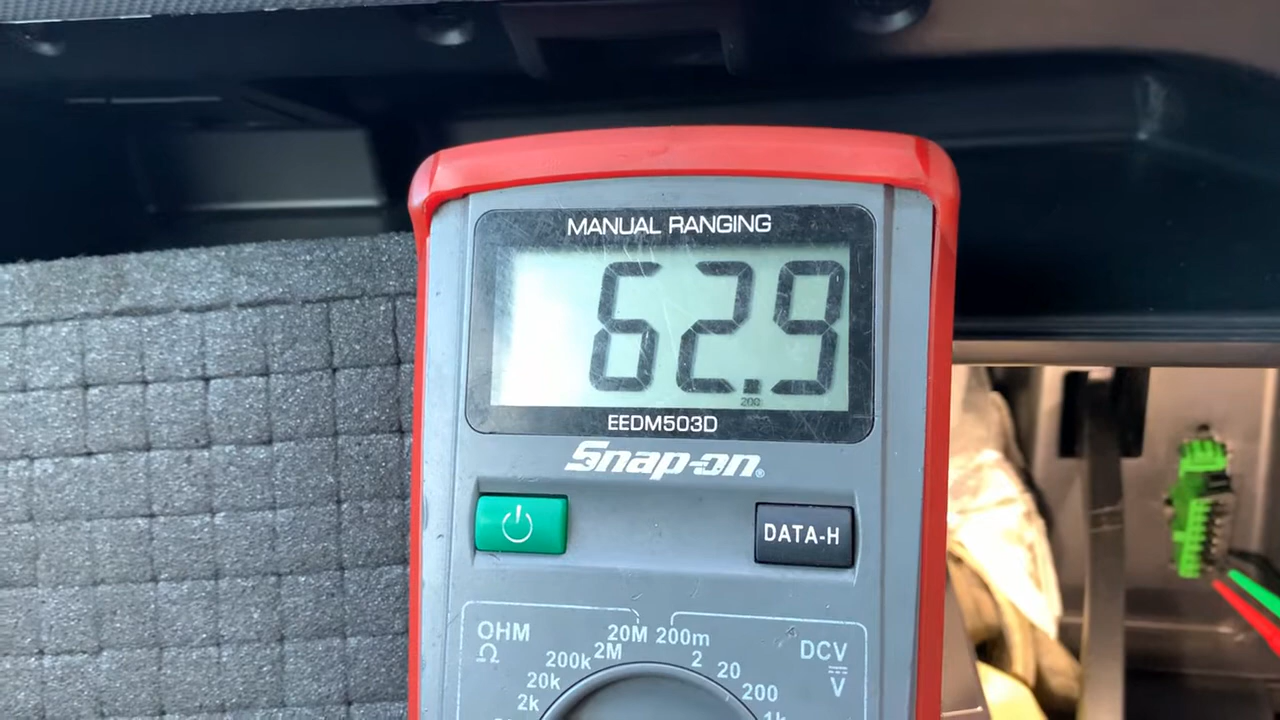 MANUAL RANGING
62.9
200
EEDM503D
Snap-on®
DATA-H
OHM
Ω
20M 200m
DCV
V
2M
2
200k
20
20k
200
2k
1k